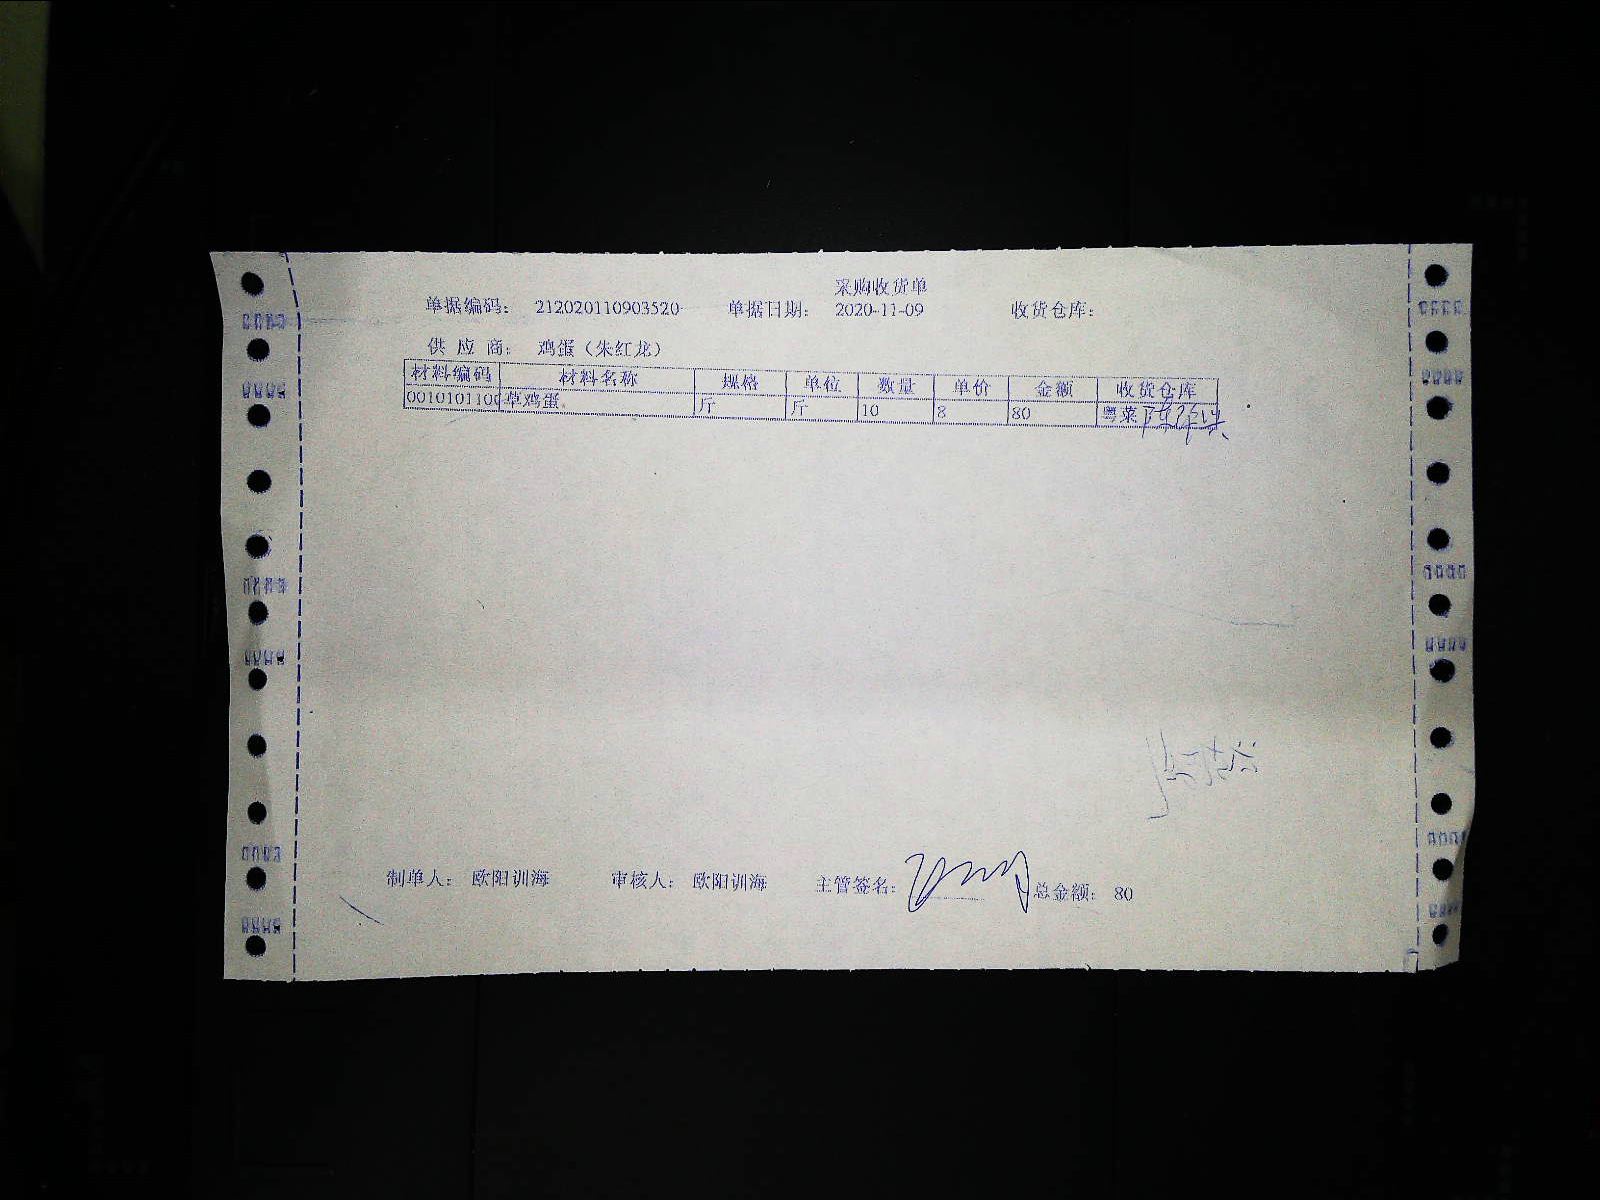 采购收货单
单据编码： 212020110903520 单据日期： 2020-11-09 收货仓库：
供 应 商： 鸡蛋（朱红龙）
材料编码 材料名称 规格 单位 数量 单价 金额 收货仓库
0010101100 草鸡蛋 斤 斤 10 8 80 粤菜
制单人： 欧阳训海 审核人： 欧阳训海 主管签名： 总金额： 80